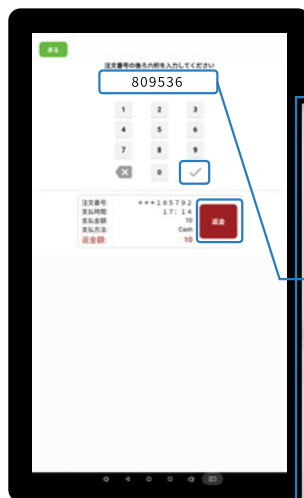 戻る
注文番号の後ろ六桁を入力してください
809536
1 2 3
4 5 6
7 8 9
0
注文番号: ***185792
支払時間: 17:14
支払金額: 10
支払方法: Cash
返金額: 10
返金